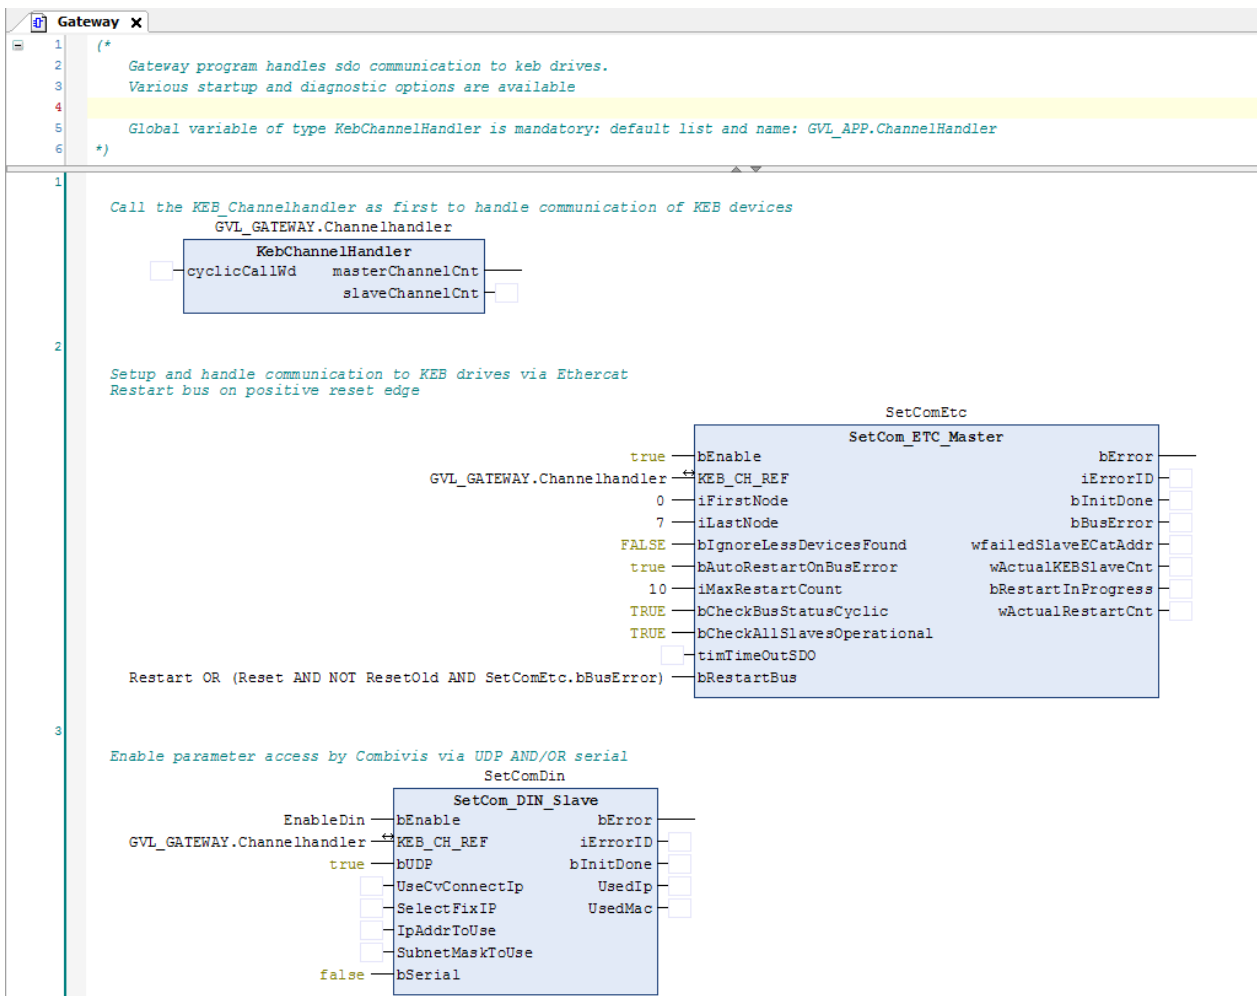 Gateway
1 (*
2 Gateway program handles sdo communication to keb drives.
3 Various startup and diagnostic options are available
4
5 Global variable of type KebChannelHandler is mandatory: default list and name: GVL_APP.ChannelHandler
6 *)
1
Call the KEB_Channelhandler as first to handle communication of KEB devices
GVL_GATEWAY.Channelhandler
KebChannelHandler
cyclicCallWd masterChannelCnt
slaveChannelCnt
2
Setup and handle communication to KEB drives via Ethercat
Restart bus on positive reset edge
SetComEtc
SetCom_ETC_Master
true bEnable bError
GVL_GATEWAY.Channelhandler KEB_CH_REF iErrorID
0 iFirstNode bInitDone
7 iLastNode bBusError
FALSE bIgnoreLessDevicesFound wfailedSlaveECatAddr
true bAutoRestartOnBusError wActualKEBSlaveCnt
10 iMaxRestartCount bRestartInProgress
TRUE bCheckBusStatusCyclic wActualRestartCnt
TRUE bCheckAllSlavesOperational
timTimeOutSDO
Restart OR (Reset AND NOT ResetOld AND SetComEtc.bBusError) bRestartBus
3
Enable parameter access by Combivis via UDP AND/OR serial
SetComDin
SetCom_DIN_Slave
EnableDin bEnable bError
GVL_GATEWAY.Channelhandler KEB_CH_REF iErrorID
true bUDP bInitDone
UseCvConnectIp UsedIp
SelectFixIP UsedMac
IpAddrToUse
SubnetMaskToUse
false bSerial